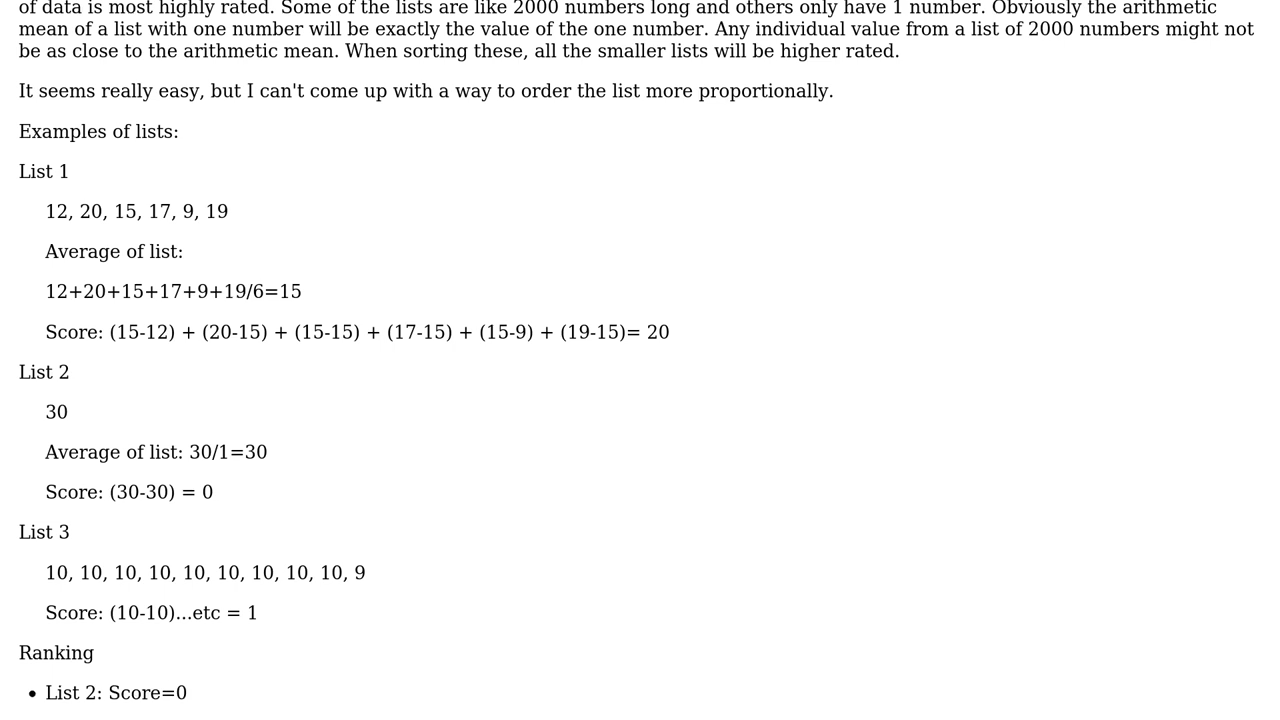 of data is most highly rated. Some of the lists are like 2000 numbers long and others only have 1 number. Obviously the arithmetic
mean of a list with one number will be exactly the value of the one number. Any individual value from a list of 2000 numbers might not
be as close to the arithmetic mean. When sorting these, all the smaller lists will be higher rated.
It seems really easy, but I can't come up with a way to order the list more proportionally.
Examples of lists:
List 1
12, 20, 15, 17, 9, 19
Average of list:
12+20+15+17+9+19/6=15
Score: (15-12) + (20-15) + (15-15) + (17-15) + (15-9) + (19-15)= 20
List 2
30
Average of list: 30/1=30
Score: (30-30) = 0
List 3
10, 10, 10, 10, 10, 10, 10, 10, 10, 9
Score: (10-10)...etc = 1
Ranking
• List 2: Score=0